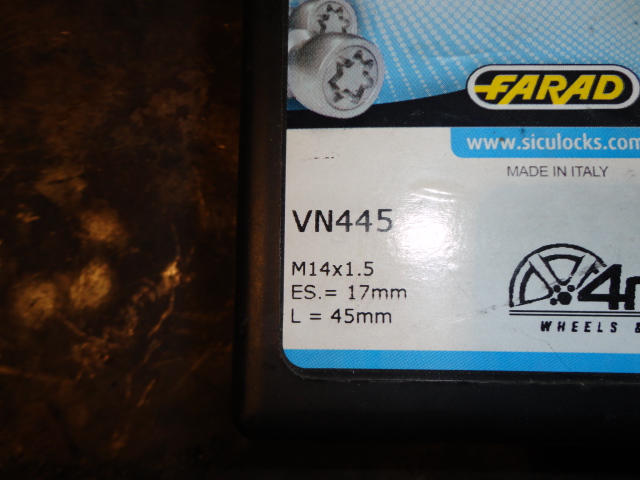 FARAD
www.siculocks.com
MADE IN ITALY
VN445
M14x1.5
ES.= 17mm
L = 45mm
WHEELS &